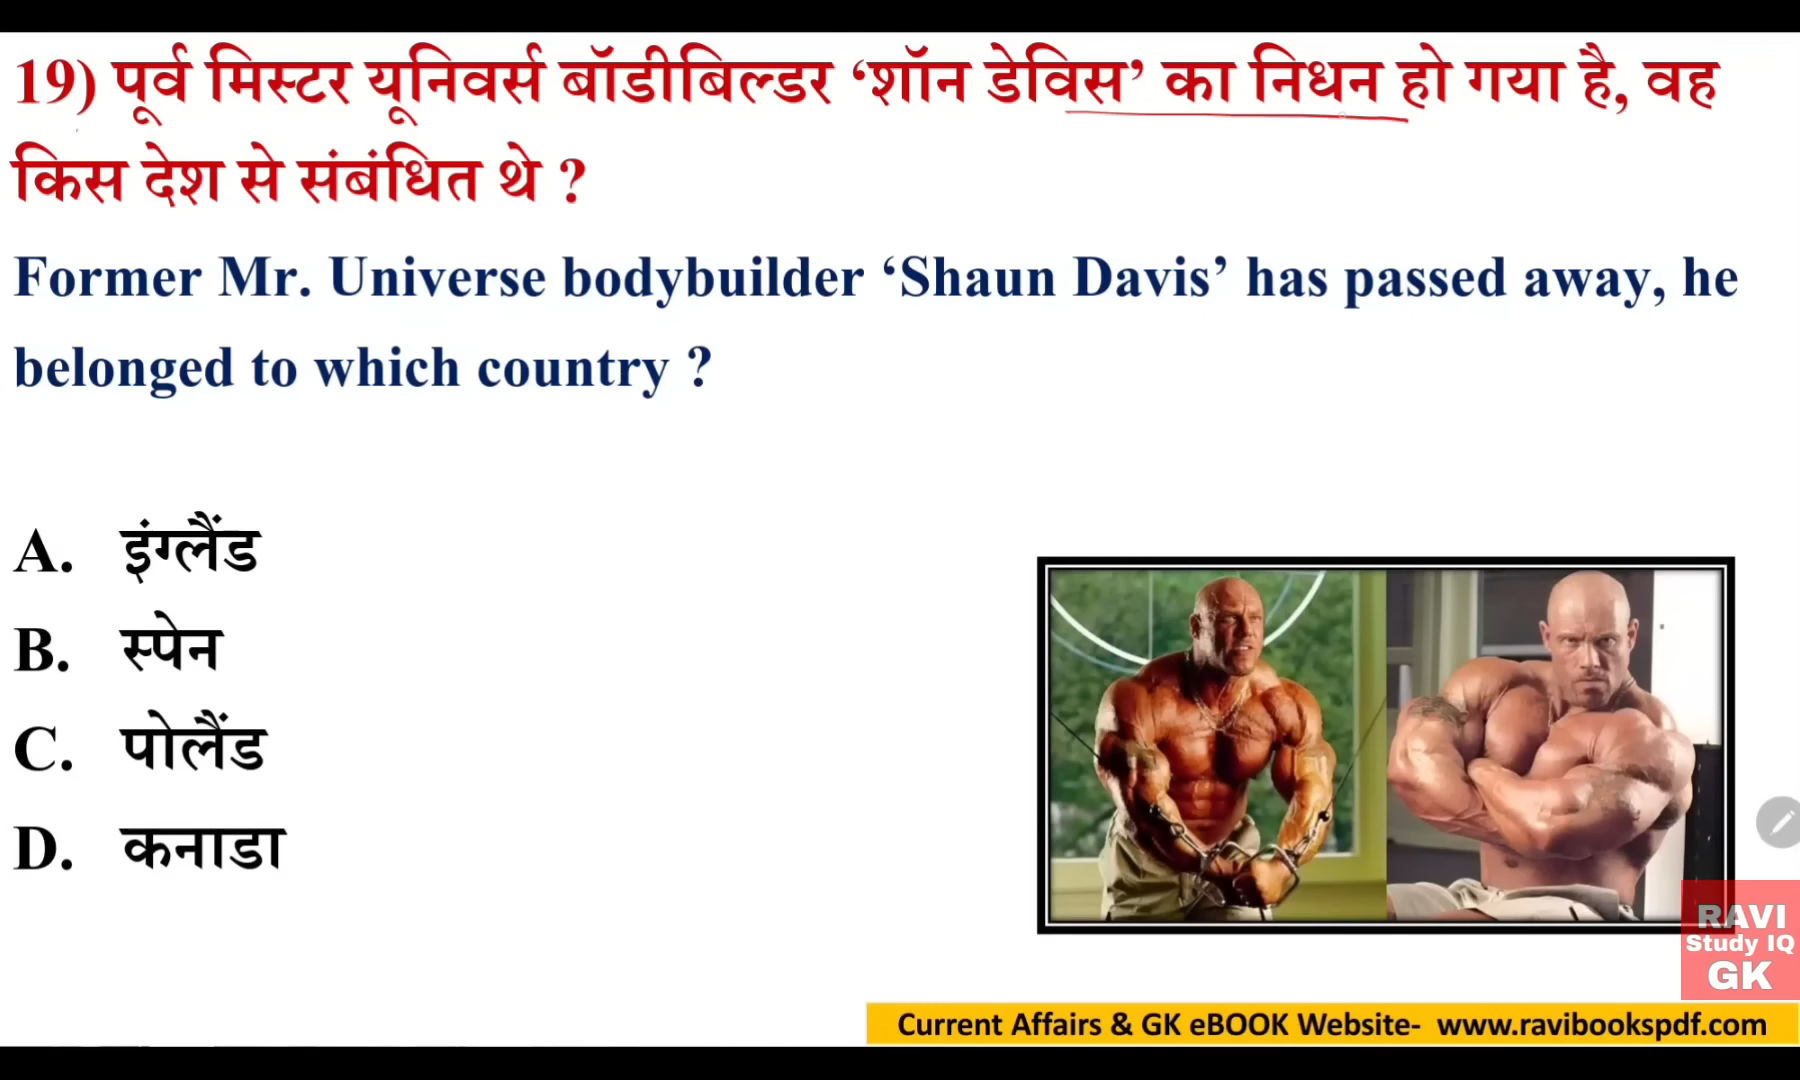 19) पूर्व मिस्टर यूनिवर्स बॉडीबिल्डर ‘शॉन डेविस’ का निधन हो गया है, वह
किस देश से संबंधित थे ?
Former Mr. Universe bodybuilder ‘Shaun Davis’ has passed away, he
belonged to which country ?
A. इंग्लैंड
B. स्पेन
C. पोलैंड
D. कनाडा
RAVI
Study IQ
GK
Current Affairs & GK eBOOK Website- www.ravibookspdf.com